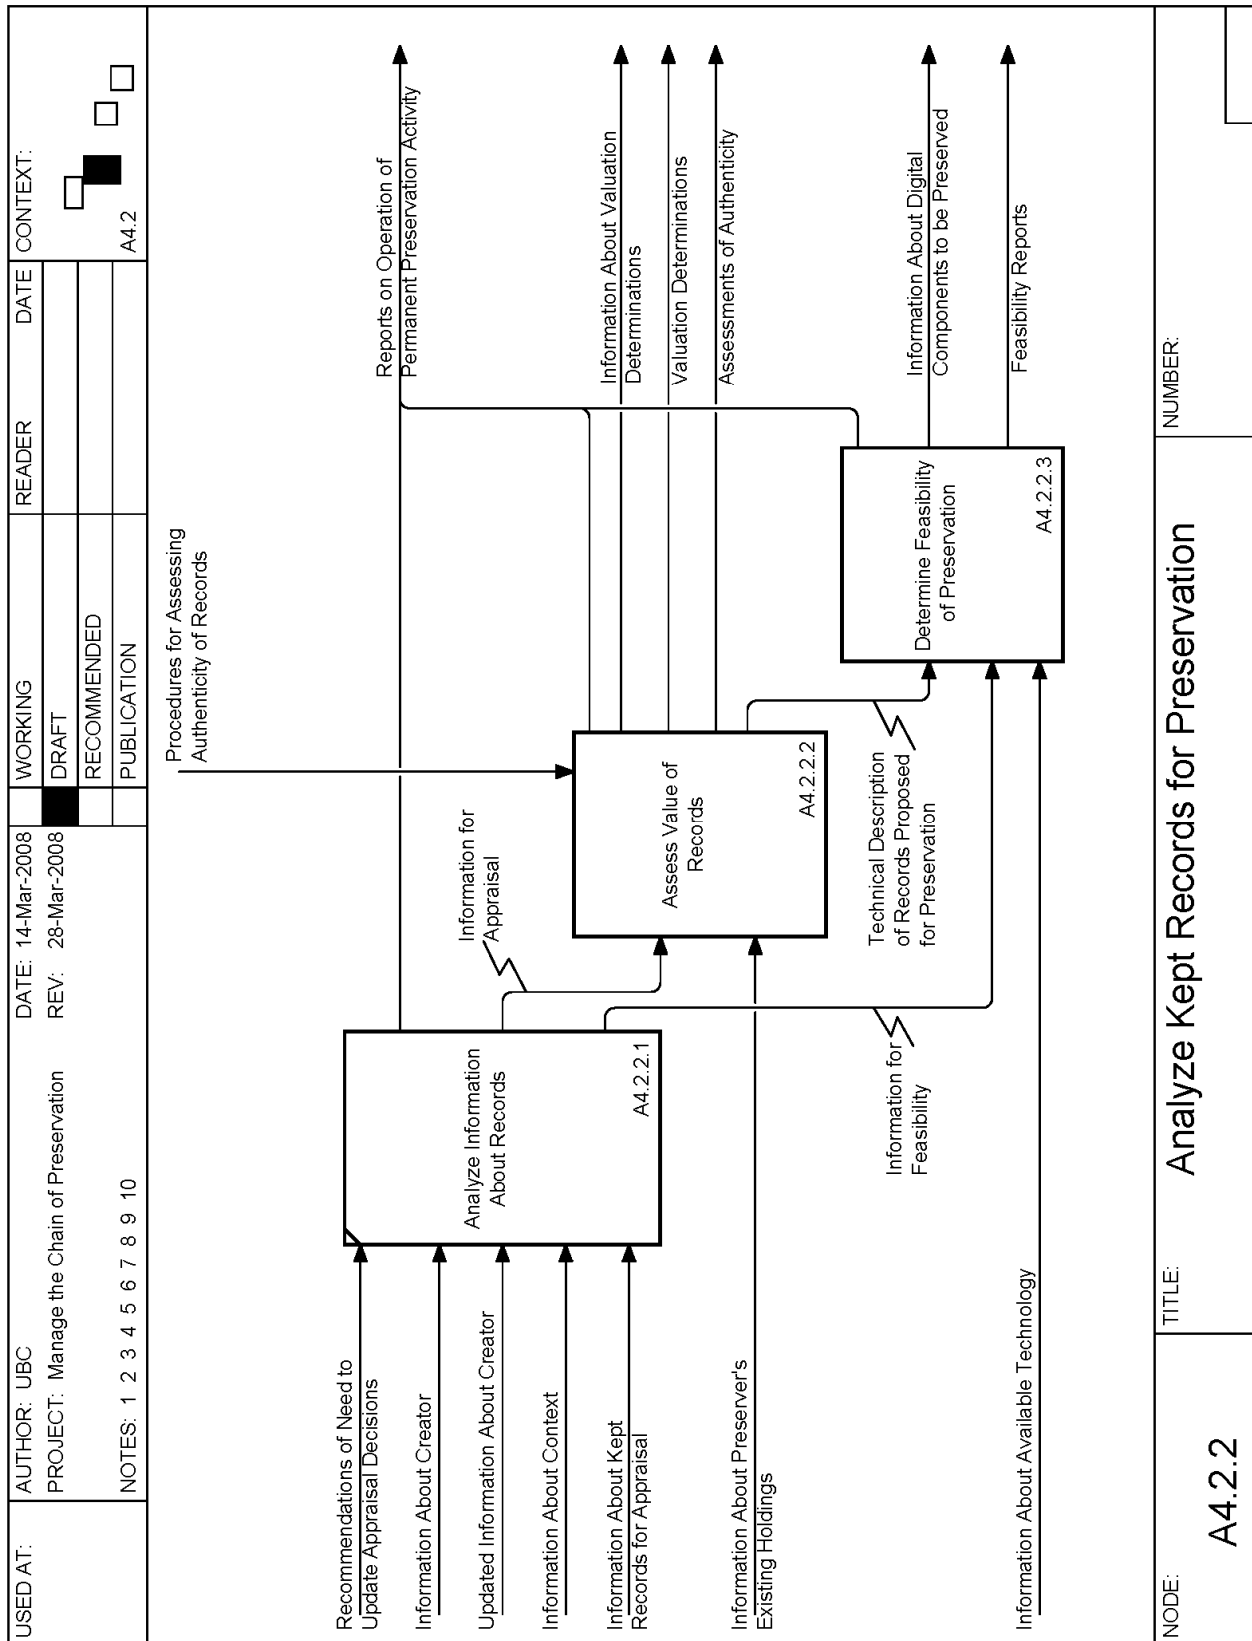 USED AT:
AUTHOR: UBC
DATE: 14-Mar-2008
WORKING
READER
DATE
CONTEXT:
PROJECT: Manage the Chain of Preservation
REV: 28-Mar-2008
DRAFT
RECOMMENDED
NOTES: 1 2 3 4 5 6 7 8 9 10
PUBLICATION
A4.2
Procedures for Assessing
Authenticity of Records
Recommendations of Need to
Update Appraisal Decisions
Information About Creator
Updated Information About Creator
Information About Context
Information About Kept
Records for Appraisal
Information About Preserver's
Existing Holdings
Information About Available Technology
Analyze Information
About Records
A4.2.2.1
Information for
Appraisal
Information for
Feasibility
Assess Value of
Records
A4.2.2.2
Technical Description
of Records Proposed
for Preservation
Determine Feasibility
of Preservation
A4.2.2.3
Reports on Operation of
Permanent Preservation Activity
Information About Valuation
Determinations
Valuation Determinations
Assessments of Authenticity
Information About Digital
Components to be Preserved
Feasibility Reports
NODE:
A4.2.2
TITLE:
Analyze Kept Records for Preservation
NUMBER: